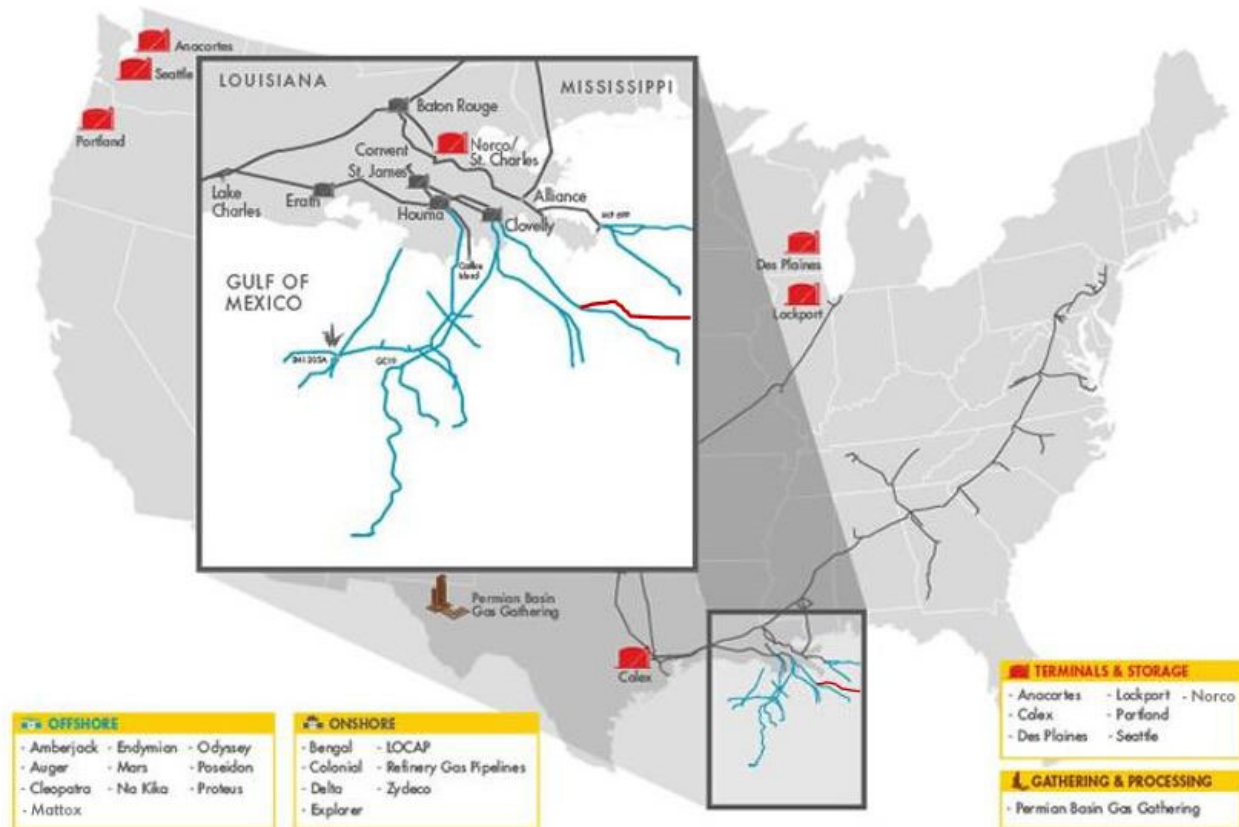 Anacortes
Seattle
Portland
LOUISIANA
MISSISSIPPI
Baton Rouge
Norco/
St. Charles
Convent
St. James
Lake
Charles
Erath
Houma
Alliance
Clovelly
GULF OF
MEXICO
GC19
Des Plaines
Lockport
Permian Basin
Gas Gathering
Colex
OFFSHORE
- Amberjack - Endymian - Odyssey
- Auger - Mars - Poseidon
- Cleopatra - Na Kika - Proteus
- Mattox
ONSHORE
- Bengal - LOCAP
- Colonial - Refinery Gas Pipelines
- Delta - Zydeco
- Explorer
TERMINALS & STORAGE
- Anacortes - Lockport - Norco
- Colex - Portland
- Des Plaines - Seattle
GATHERING & PROCESSING
- Permian Basin Gas Gathering